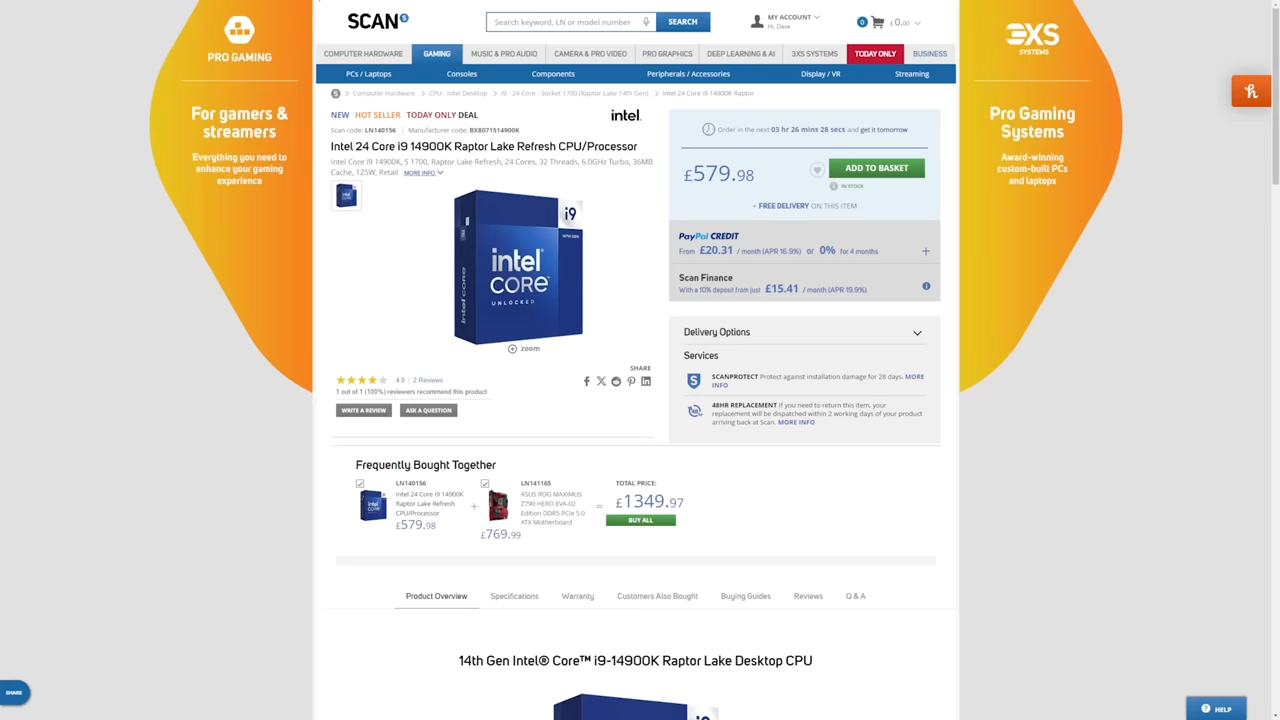 SCAN S
Search keyword, LN or model number
SEARCH
MY ACCOUNT
Hi, Dave
0
£0.00
COMPUTER HARDWARE
GAMING
MUSIC & PRO AUDIO
CAMERA & PRO VIDEO
PRO GRAPHICS
DEEP LEARNING & AI
3XS SYSTEMS
TODAY ONLY
BUSINESS
PCs / Laptops
Consoles
Components
Peripherals / Accessories
Display / VR
Streaming
PRO GAMING
For gamers &
streamers
Everything you need to
enhance your gaming
experience
3XS
SYSTEMS
Pro Gaming
Systems
Award-winning
custom-built PCs
and laptops
Computer Hardware > CPU - Intel Desktop > i9 - 24 Core - Socket 1700 (Raptor Lake 14th Gen) > Intel 24 Core i9 14900K Raptor
NEW HOT SELLER TODAY ONLY DEAL
intel.
Scan code: LN140156 | Manufacturer code: BX8071514900K
Intel 24 Core i9 14900K Raptor Lake Refresh CPU/Processor
Intel Core i9 14900K, S 1700, Raptor Lake Refresh, 24 Cores, 32 Threads, 6.0GHz Turbo, 36MB
Cache, 125W, Retail MORE INFO
i9
intel
CORE
UNLOCKED
intel core
zoom
SHARE
4.0 | 2 Reviews
1 out of 1 (100%) reviewers recommend this product
WRITE A REVIEW
ASK A QUESTION
Order in the next 03 hr 26 mins 28 secs and get it tomorrow
£579.98
ADD TO BASKET
IN STOCK
+ FREE DELIVERY ON THIS ITEM
PayPal CREDIT
From £20.31 / month (APR 16.9%) or 0% for 4 months
Scan Finance
With a 10% deposit from just £15.41 / month (APR 19.9%)
Delivery Options
Services
SCANPROTECT Protect against installation damage for 28 days. MORE
INFO
48HR REPLACEMENT If you need to return this item, your
replacement will be dispatched within 2 working days of your product
arriving back at Scan. MORE INFO
Frequently Bought Together
LN140156
Intel 24 Core i9 14900K
Raptor Lake Refresh
CPU/Processor
£579.98
+
LN141165
ASUS ROG MAXIMUS
Z790 HERO EVA-02
Edition DDR5 PCIe 5.0
ATX Motherboard
£769.99
=
TOTAL PRICE:
£1349.97
BUY ALL
Product Overview
Specifications
Warranty
Customers Also Bought
Buying Guides
Reviews
Q & A
14th Gen Intel® Core™ i9-14900K Raptor Lake Desktop CPU
SHARE
? HELP